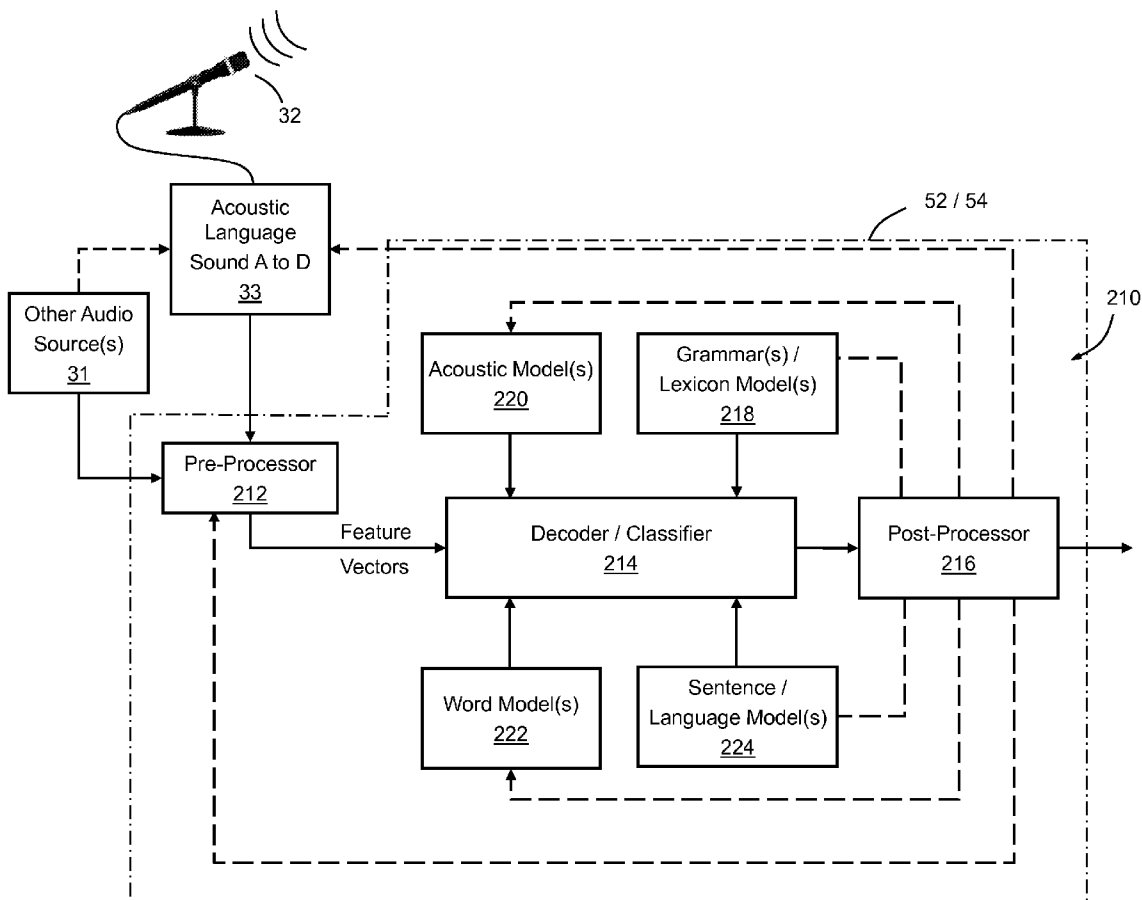 32
Acoustic
Language
Sound A to D
33
52 / 54
Other Audio
Source(s)
31
210
Acoustic Model(s)
220
Grammar(s) /
Lexicon Model(s)
218
Pre-Processor
212
Feature
Vectors
Decoder / Classifier
214
Post-Processor
216
Word Model(s)
222
Sentence /
Language Model(s)
224